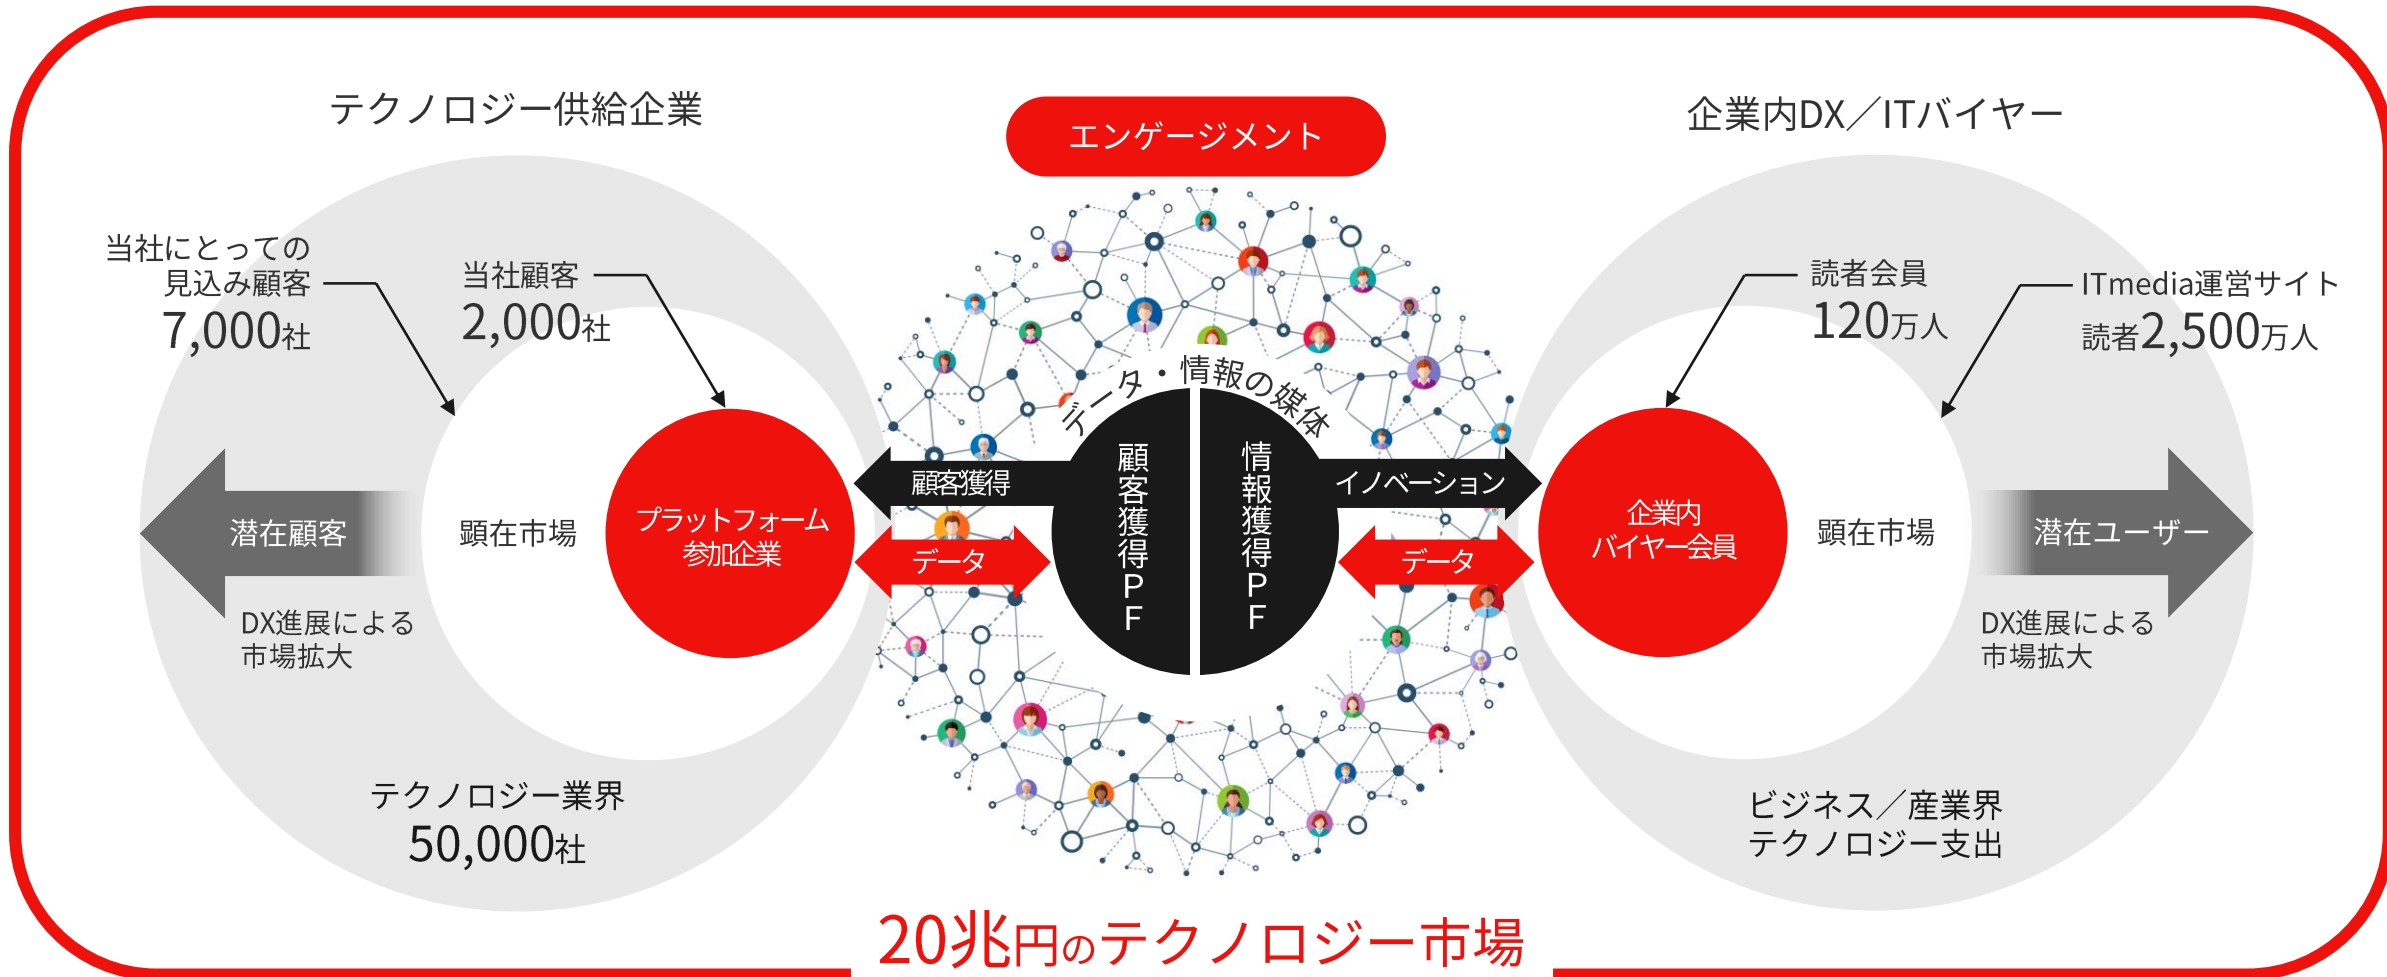 テクノロジー供給企業
エンゲージメント
企業内DX／ITバイヤー
当社にとっての
見込み顧客
7,000社
当社顧客
2,000社
読者会員
120万人
ITmedia運営サイト
読者2,500万人
データ・情報の媒体
顧客獲得
イノベーション
顧客獲得PF
情報獲得PF
潜在顧客
顕在市場
プラットフォーム
参加企業
データ
データ
企業内
バイヤー会員
顕在市場
潜在ユーザー
DX進展による
市場拡大
DX進展による
市場拡大
テクノロジー業界
50,000社
ビジネス／産業界
テクノロジー支出
20兆円のテクノロジー市場